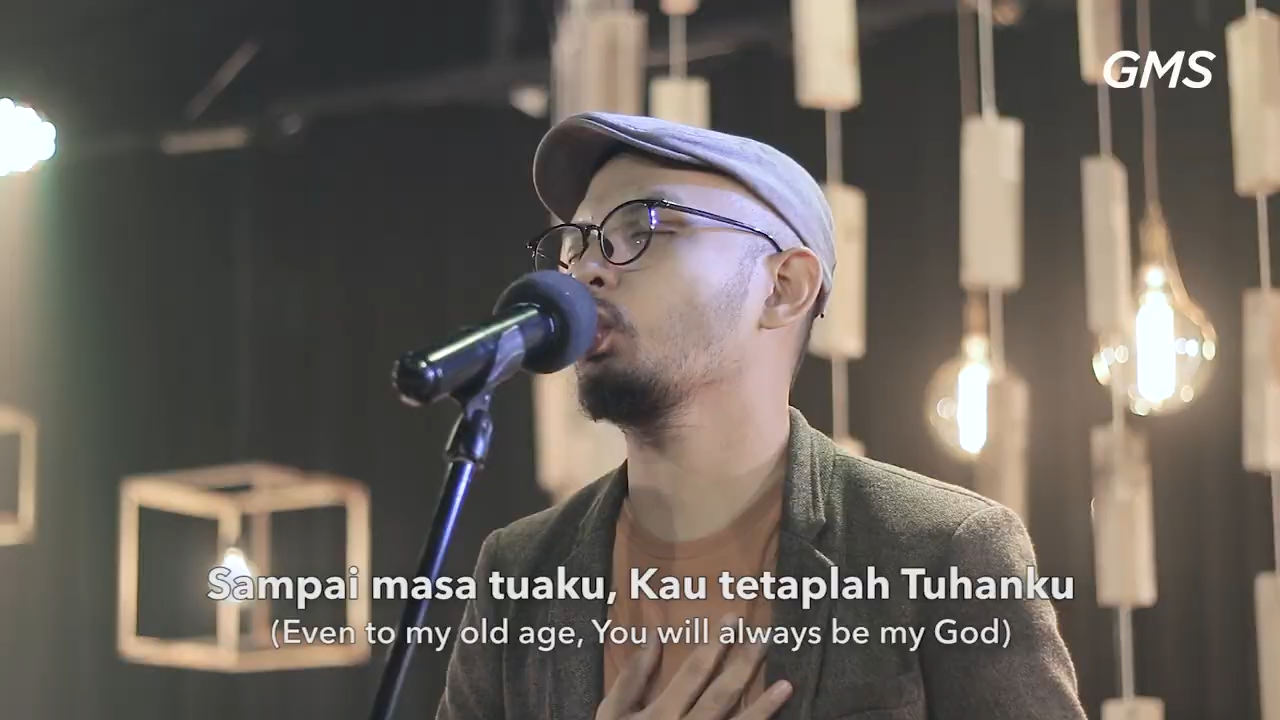 GMS
Sampai masa tuaku, Kau tetaplah Tuhanku
(Even to my old age, You will always be my God)